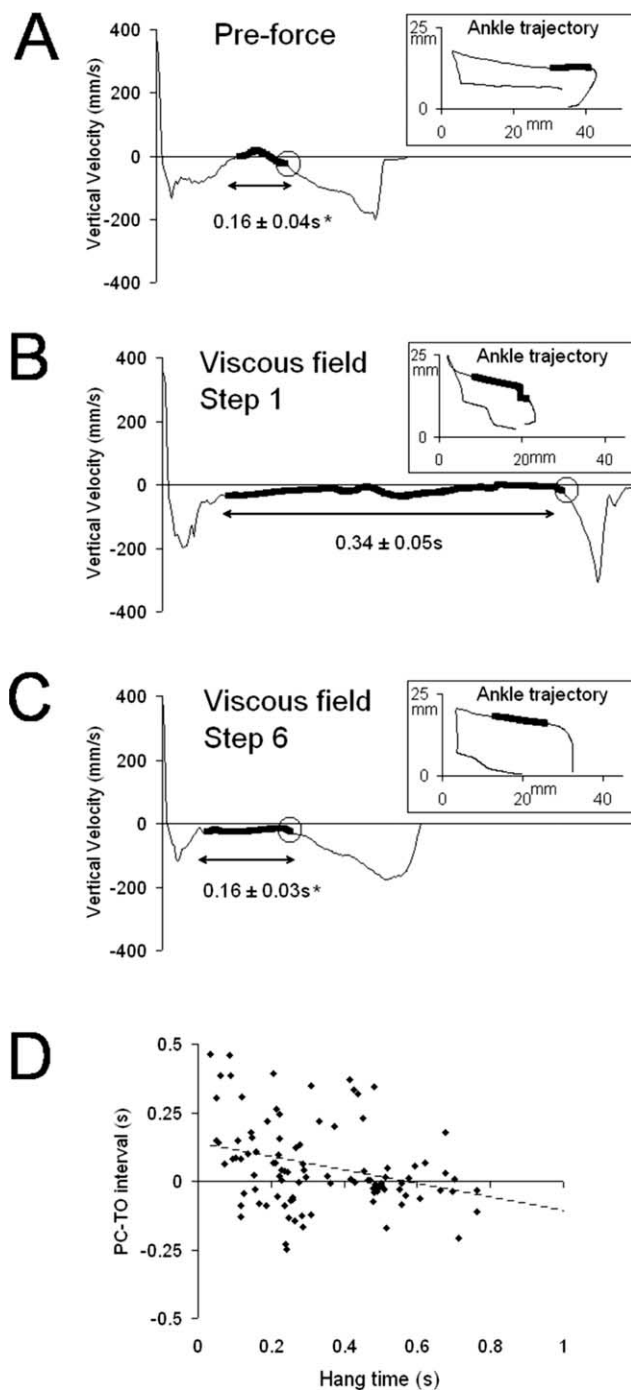 A
Pre-force
Vertical Velocity (mm/s)
400
200
0
-200
-400
0.16 ± 0.04s*
Ankle trajectory
25
mm
0
20 mm
40
B
Viscous field
Step 1
Vertical Velocity (mm/s)
400
200
0
-200
-400
0.34 ± 0.05s
Ankle trajectory
25
mm
0
0
20mm
40
C
Viscous field
Step 6
Vertical Velocity (mm/s)
400
200
0
-200
-400
0.16 ± 0.03s*
Ankle trajectory
25
mm
0
0
20 mm
40
D
PC-TO interval (s)
0.5
0.25
0
-0.25
-0.5
0
0.2
0.4
0.6
0.8
1
Hang time (s)